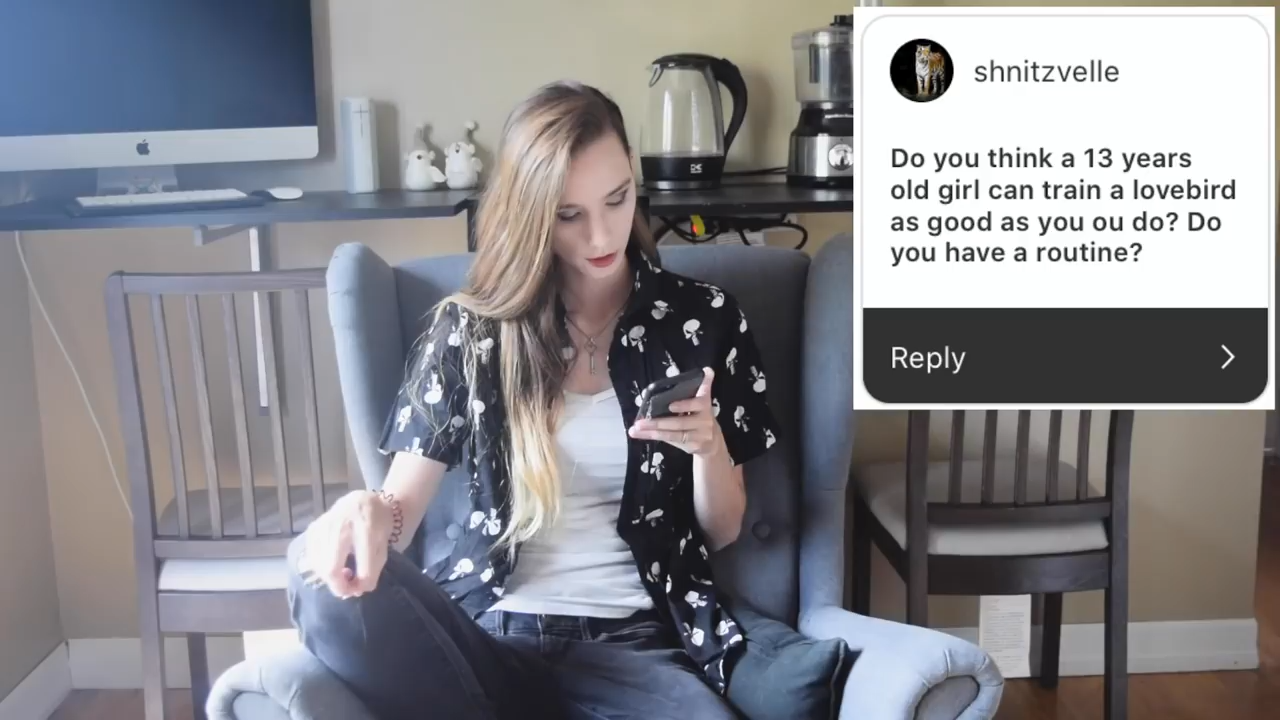 shnitzvelle
Do you think a 13 years
old girl can train a lovebird
as good as you ou do? Do
you have a routine?
Reply